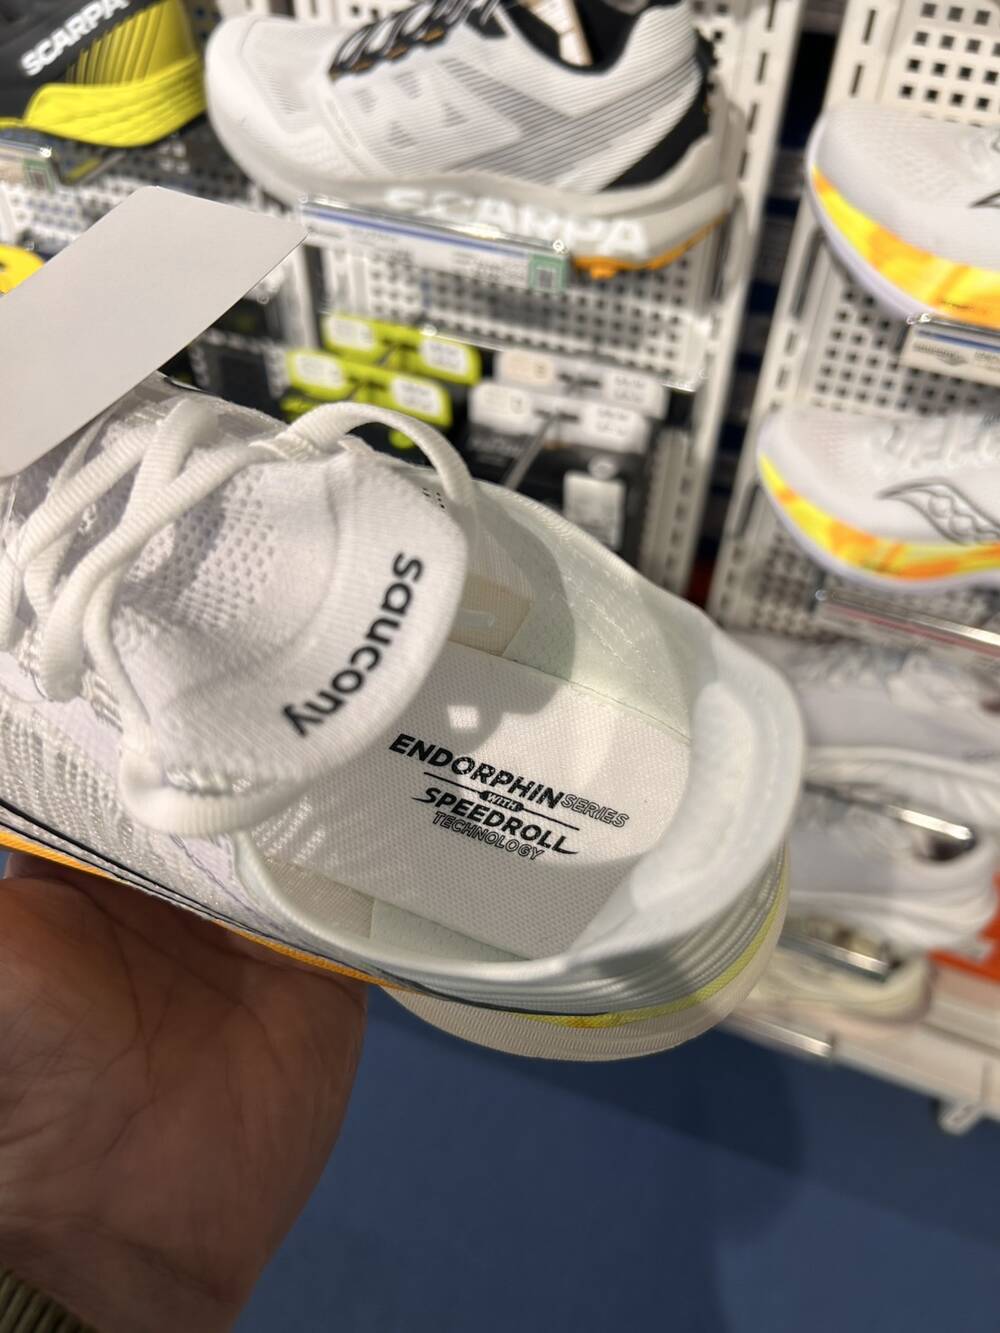 SCARPA
SCARPA
saucony
ENDORPHIN SERIES
WITH
SPEEDROLL
TECHNOLOGY